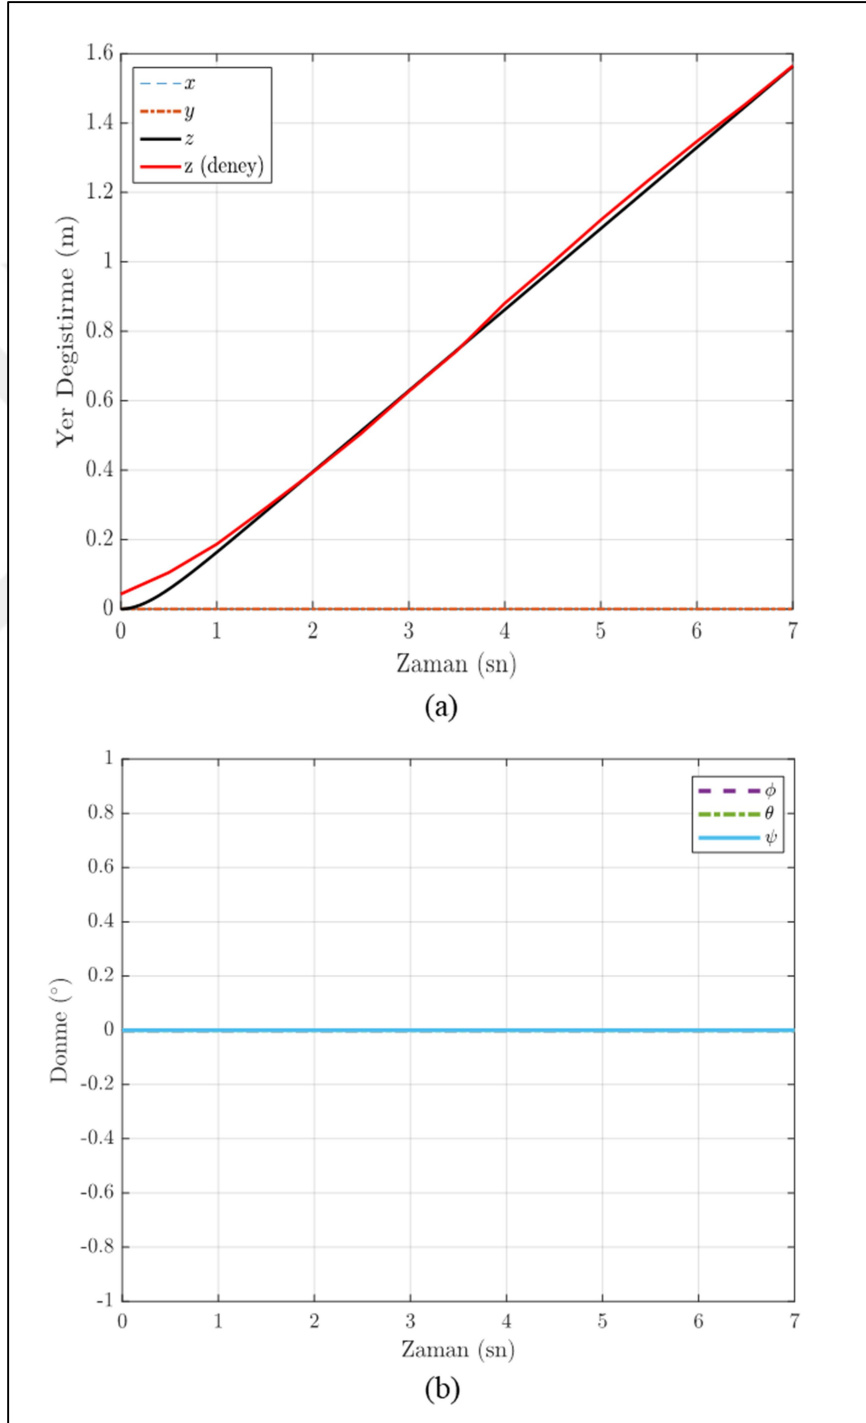 1.6
1.4
1.2
1
0.8
0.6
0.4
0.2
0
x
y
z
z (deney)
Yer Degistirme (m)
0 1 2 3 4 5 6 7
Zaman (sn)
(a)
1
0.8
0.6
0.4
0.2
0
-0.2
-0.4
-0.6
-0.8
-1
ϕ
θ
ψ
Donme (°)
0 1 2 3 4 5 6 7
Zaman (sn)
(b)